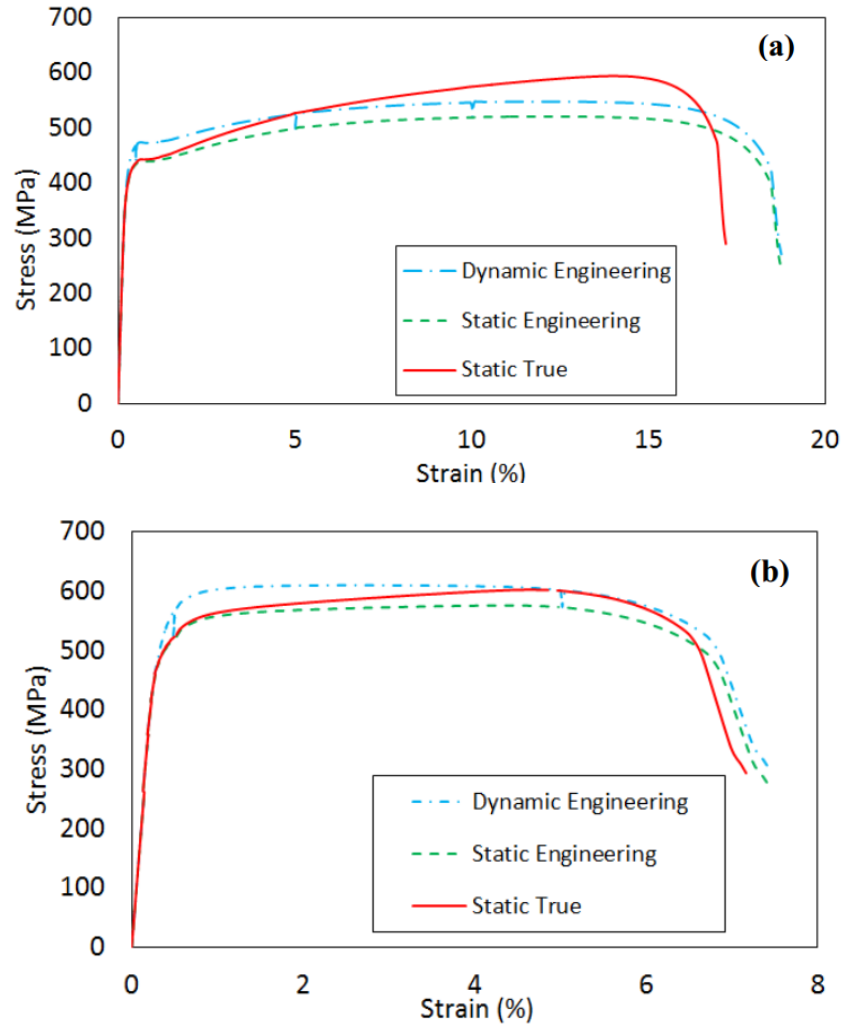 700
(a)
600
500
400
300
200
100
0
Stress (MPa)
Dynamic Engineering
Static Engineering
Static True
0 5 10 15 20
Strain (%)
700
(b)
600
500
400
300
200
100
0
Stress (MPa)
Dynamic Engineering
Static Engineering
Static True
0 2 4 6 8
Strain (%)